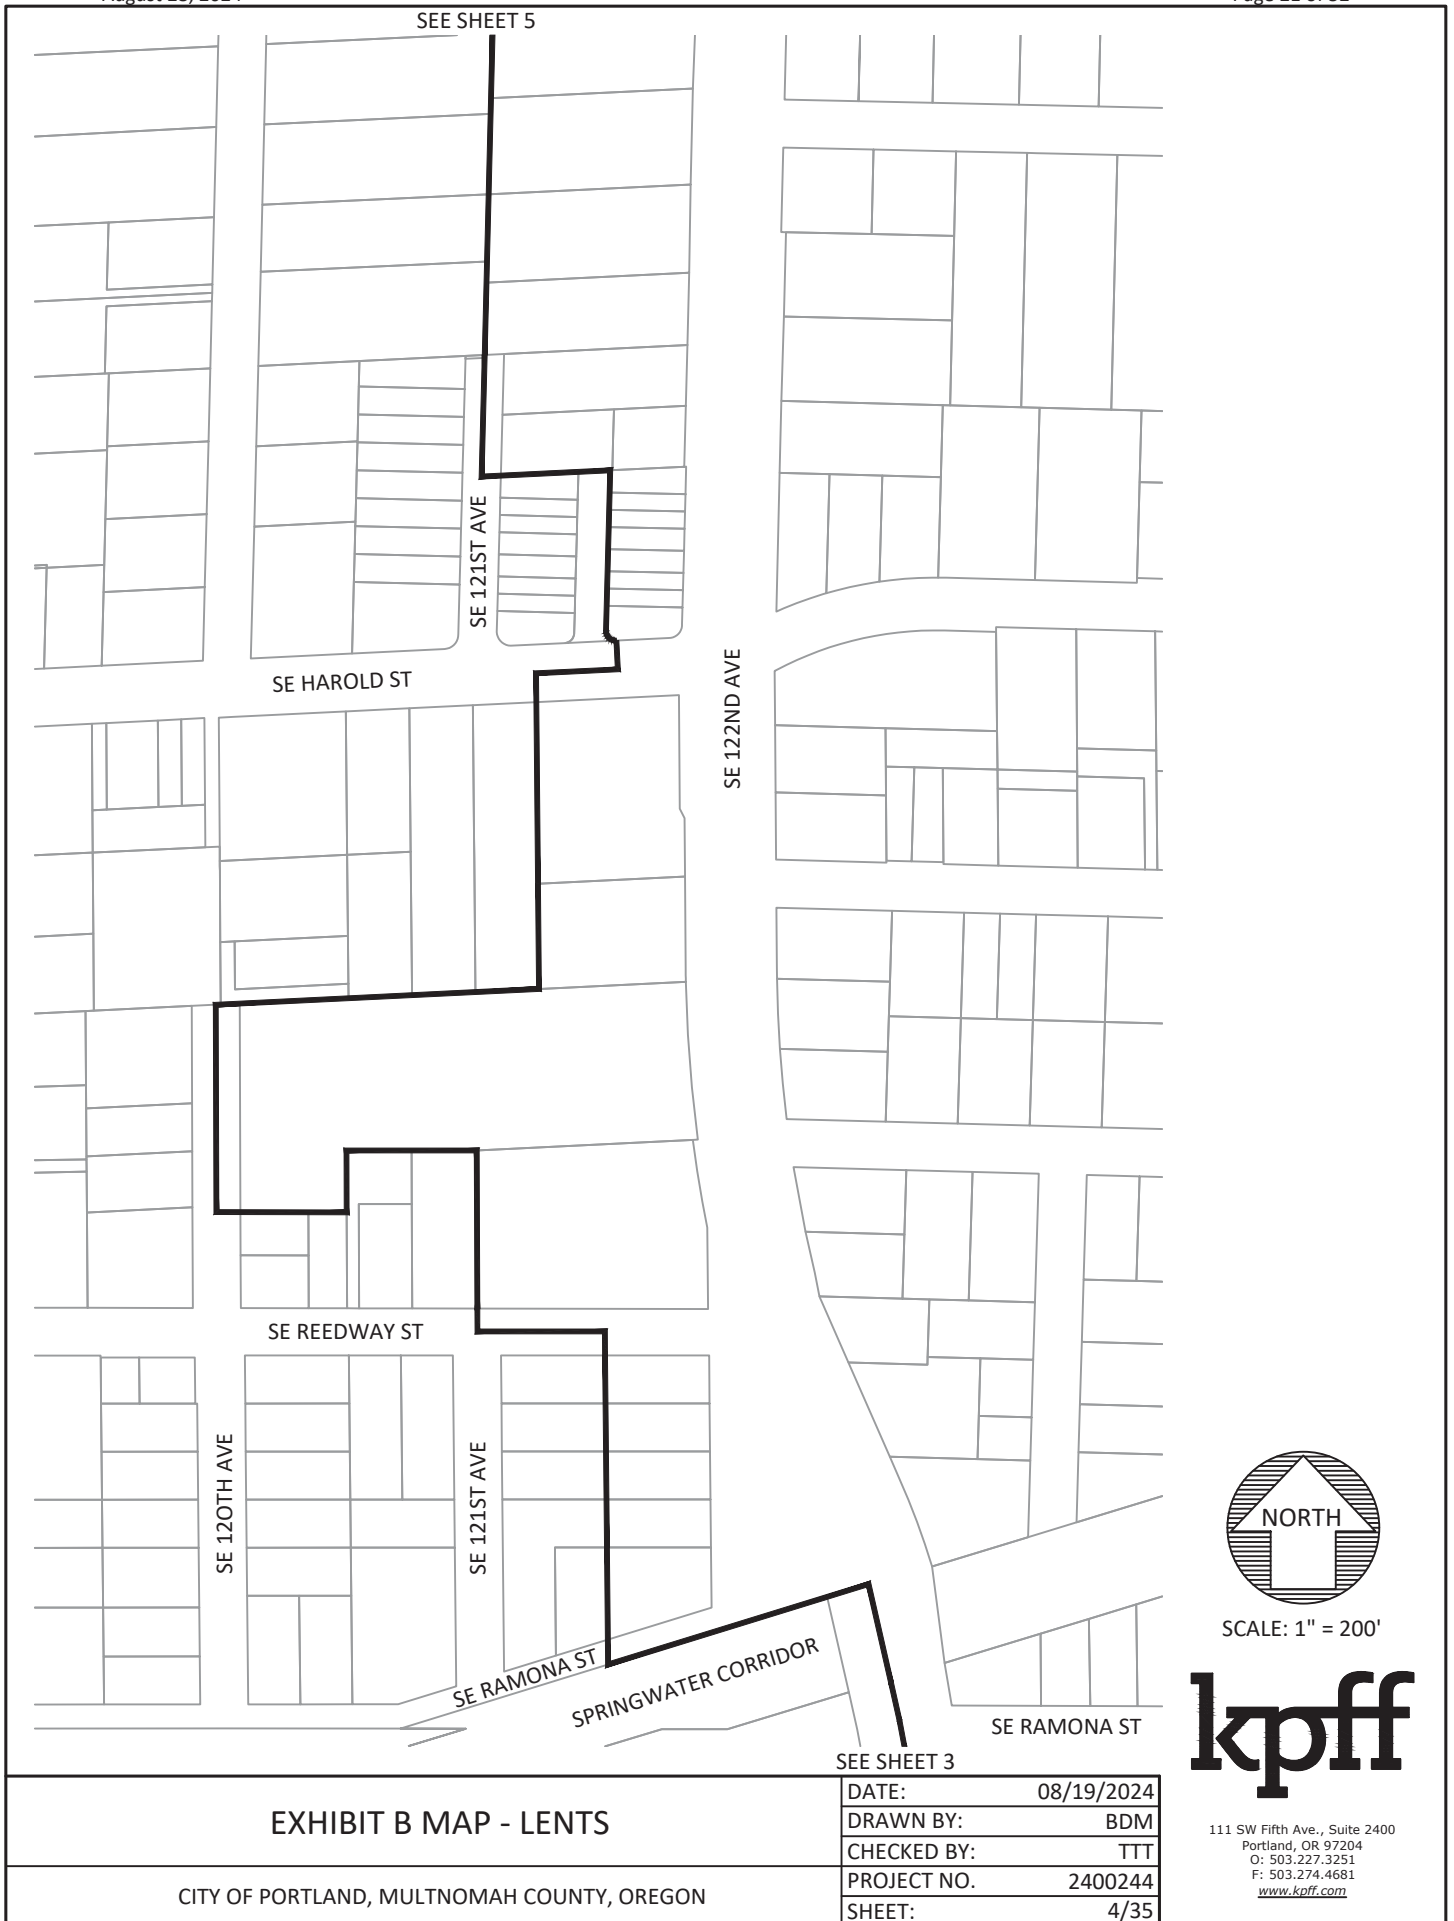 SEE SHEET 5
SE 121ST AVE
SE HAROLD ST
SE 122ND AVE
SE REEDWAY ST
SE 120TH AVE
SE 121ST AVE
NORTH
SCALE: 1" = 200'
SE RAMONA ST
SPRINGWATER CORRIDOR
SE RAMONA ST
SEE SHEET 3
kpff
111 SW Fifth Ave., Suite 2400
Portland, OR 97204
O: 503.227.3251
F: 503.274.4681
www.kpff.com
EXHIBIT B MAP - LENTS
CITY OF PORTLAND, MULTNOMAH COUNTY, OREGON
DATE: 08/19/2024
DRAWN BY: BDM
CHECKED BY: TTT
PROJECT NO. 2400244
SHEET: 4/35